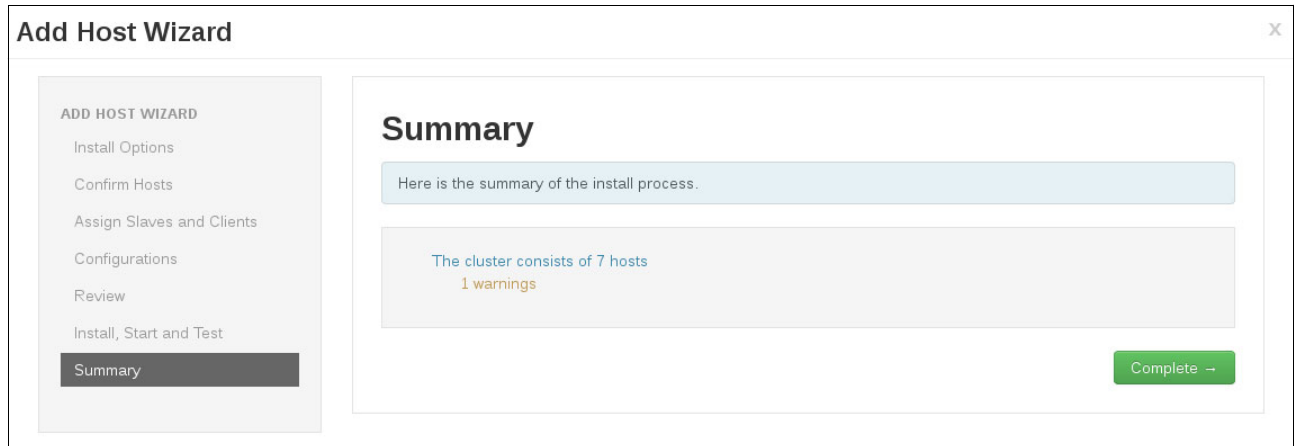 Add Host Wizard
x
ADD HOST WIZARD
Install Options
Confirm Hosts
Assign Slaves and Clients
Configurations
Review
Install, Start and Test
Summary
Summary
Here is the summary of the install process.
The cluster consists of 7 hosts
1 warnings
Complete →